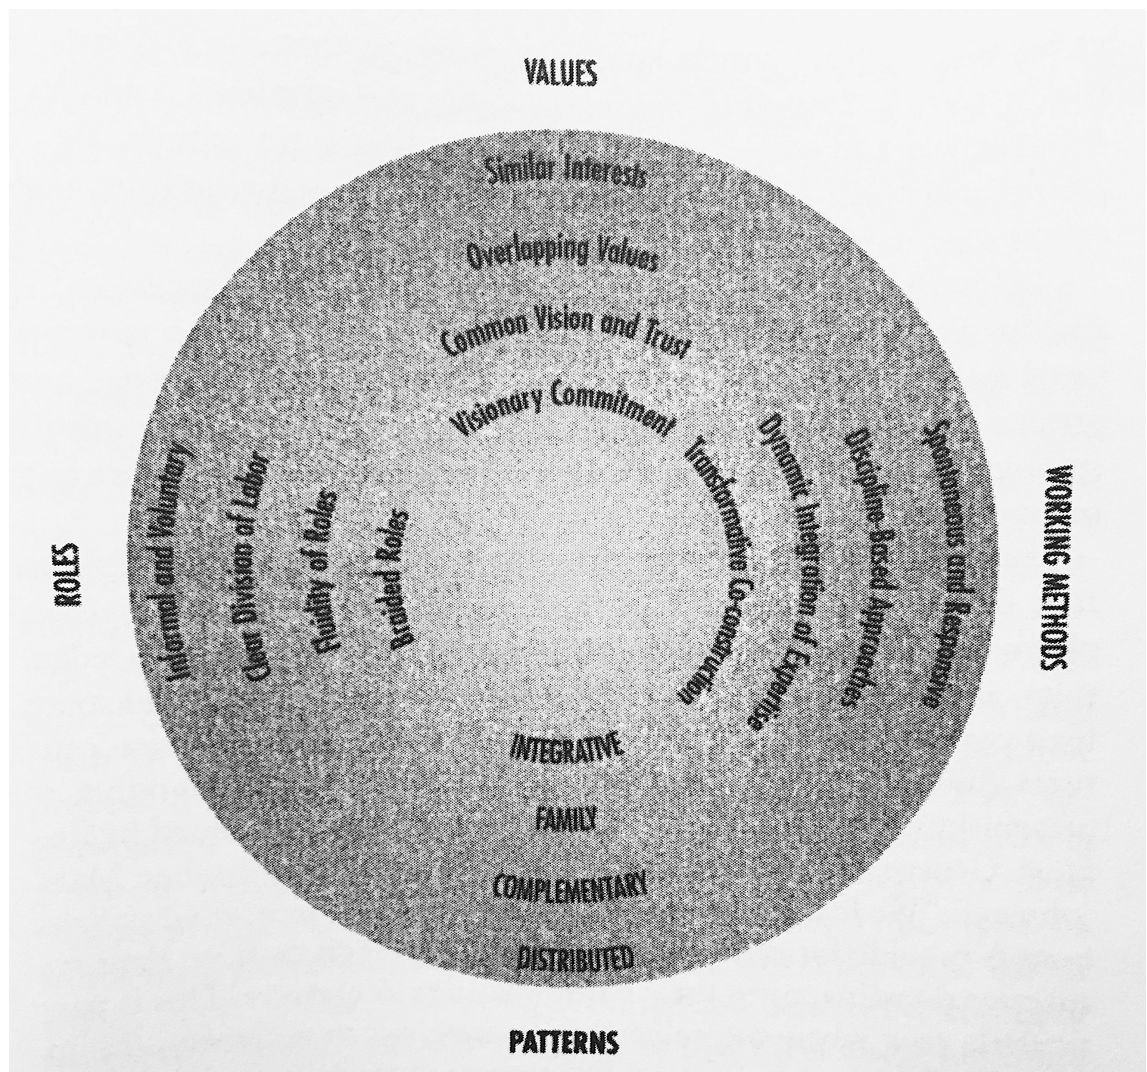 VALUES
Similar Interests
Overlapping Values
Common Vision and Trust
Visionary Commitment
ROLES
Informal and Voluntary
Clear Division of Labor
Fluidity of Roles
Braided Roles
Transformative Co-construction
Dynamic Integration of Expertise
Discipline-Based Approaches
Spontaneous and Responsive
WORKING METHODS
INTEGRATIVE
FAMILY
COMPLEMENTARY
DISTRIBUTED
PATTERNS